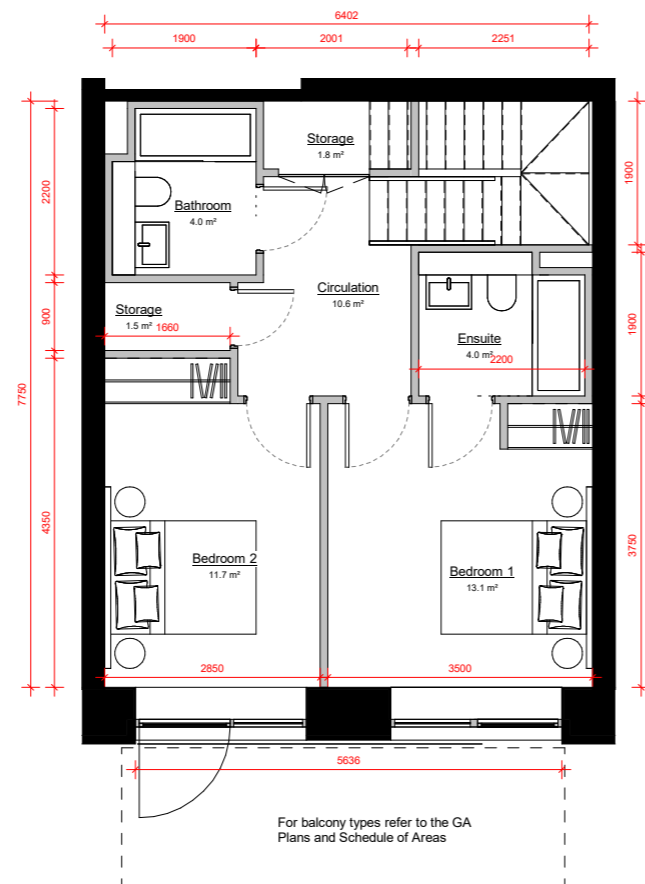 6402
1900 2001 2251
Storage
1.8 m²
Bathroom
4.0 m²
2200
1900
Circulation
10.6 m²
Storage
1.5 m²
1660
900
Ensuite
4.0 m²
2200
1900
7750
4350
3750
Bedroom 2
11.7 m²
Bedroom 1
13.1 m²
2850 3500
5636
For balcony types refer to the GA
Plans and Schedule of Areas